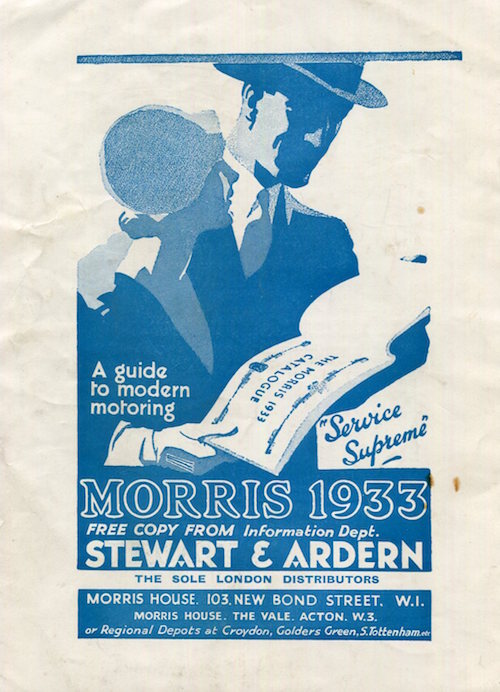 A guide
to modern
motoring
THE MORRIS 1933
CATALOGUE
"Service
Supreme"
MORRIS 1933
FREE COPY FROM Information Dept.
STEWART & ARDERN
THE SOLE LONDON DISTRIBUTORS
MORRIS HOUSE. 103. NEW BOND STREET. W.1.
MORRIS HOUSE. THE VALE. ACTON. W.3.
or Regional Depots at Croydon, Golders Green, S. Tottenham. etc